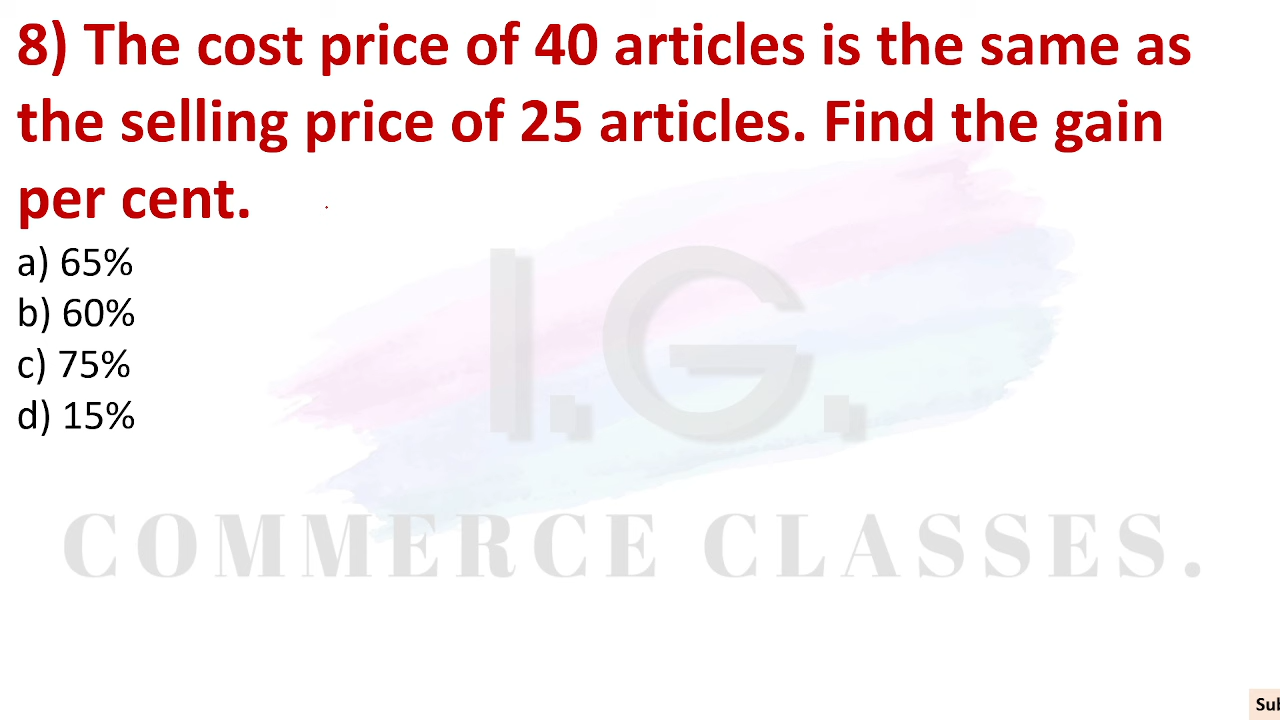 8) The cost price of 40 articles is the same as
the selling price of 25 articles. Find the gain
per cent.
a) 65%
b) 60%
c) 75%
d) 15%
I.G.
COMMERCE CLASSES.
Sub